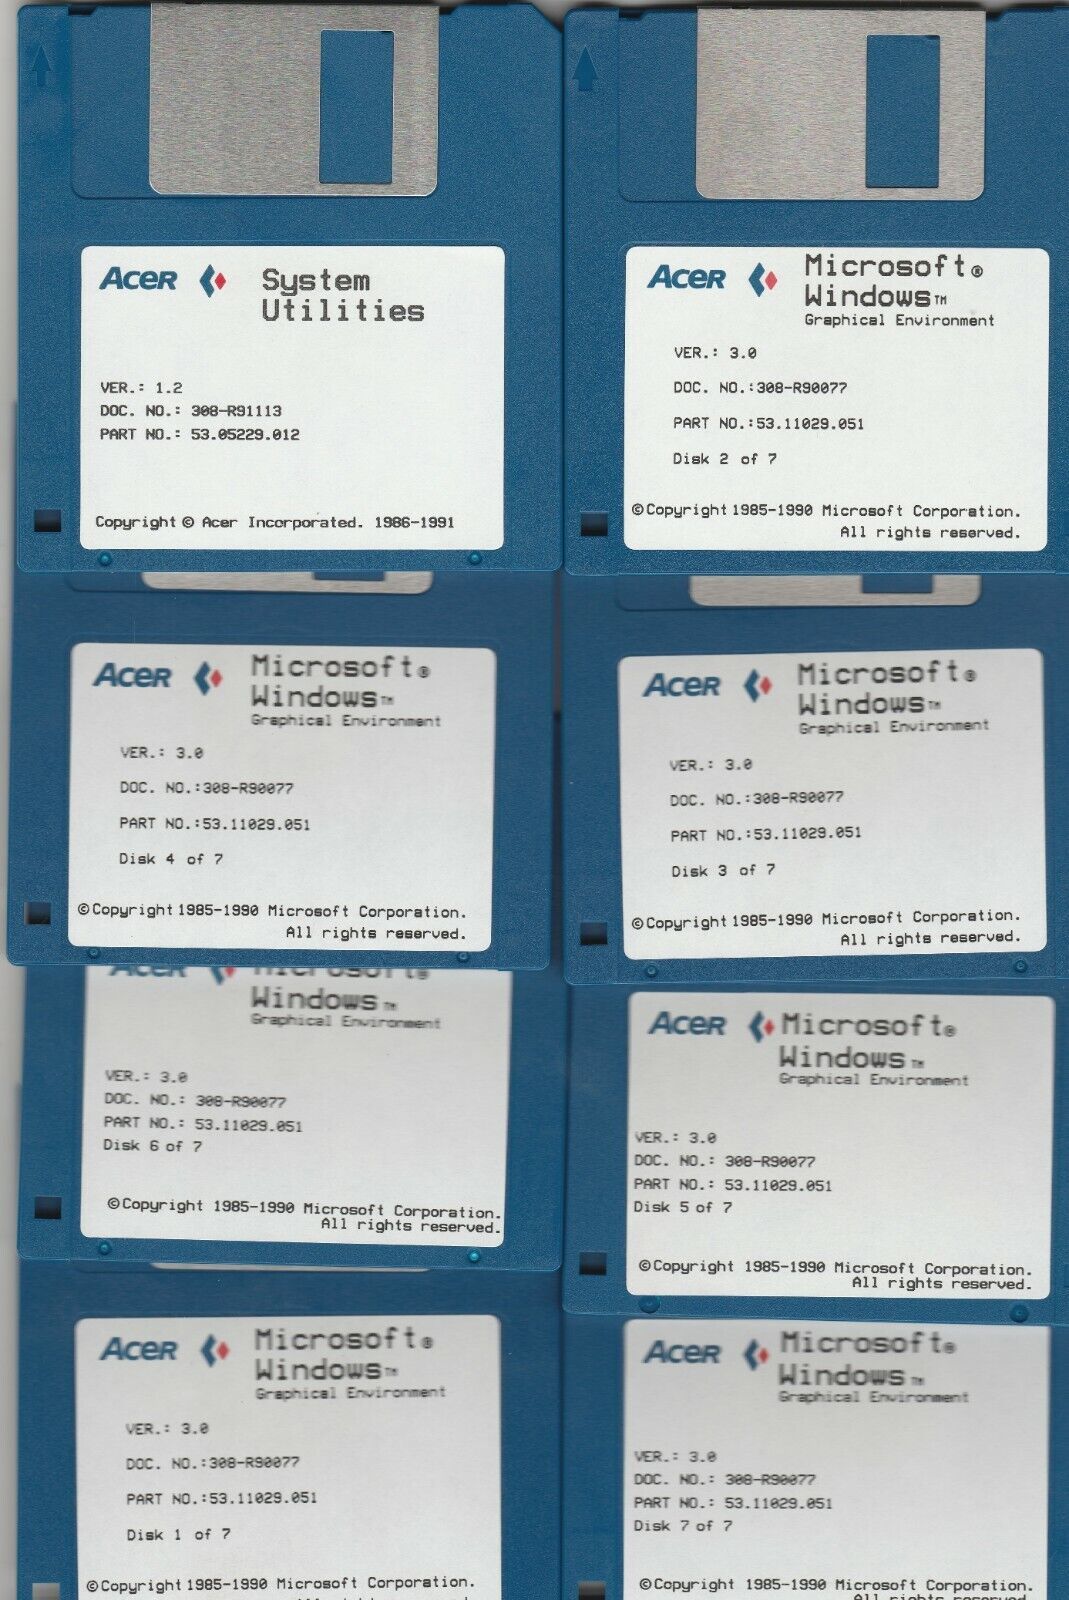 Acer System
Utilities
VER.: 1.2
DOC. NO.: 308-R91113
PART NO.: 53.05229.012
Copyright © Acer Incorporated. 1986-1991
Acer Microsoft®
Windows™
Graphical Environment
VER.: 3.0
DOC. NO.:308-R90077
PART NO.:53.11029.051
Disk 2 of 7
©Copyright 1985-1990 Microsoft Corporation.
All rights reserved.
Acer Microsoft®
Windows™
Graphical Environment
VER.: 3.0
DOC. NO.:308-R90077
PART NO.:53.11029.051
Disk 4 of 7
©Copyright 1985-1990 Microsoft Corporation.
All rights reserved.
Acer Microsoft®
Windows™
Graphical Environment
VER.: 3.0
DOC. NO.:308-R90077
PART NO.:53.11029.051
Disk 3 of 7
©Copyright 1985-1990 Microsoft Corporation.
All rights reserved.
Acer Microsoft®
Windows™
Graphical Environment
VER.: 3.0
DOC. NO.: 308-R90077
PART NO.: 53.11029.051
Disk 6 of 7
©Copyright 1985-1990 Microsoft Corporation.
All rights reserved.
Acer Microsoft®
Windows™
Graphical Environment
VER.: 3.0
DOC. NO.: 308-R90077
PART NO.: 53.11029.051
Disk 5 of 7
©Copyright 1985-1990 Microsoft Corporation.
All rights reserved.
Acer Microsoft®
Windows™
Graphical Environment
VER.: 3.0
DOC. NO.:308-R90077
PART NO.:53.11029.051
Disk 1 of 7
©Copyright 1985-1990 Microsoft Corporation.
Acer Microsoft®
Windows™
Graphical Environment
VER.: 3.0
DOC. NO.: 308-R90077
PART NO.: 53.11029.051
Disk 7 of 7
©Copyright 1985-1990 Microsoft Corporation.
All rights reserved.